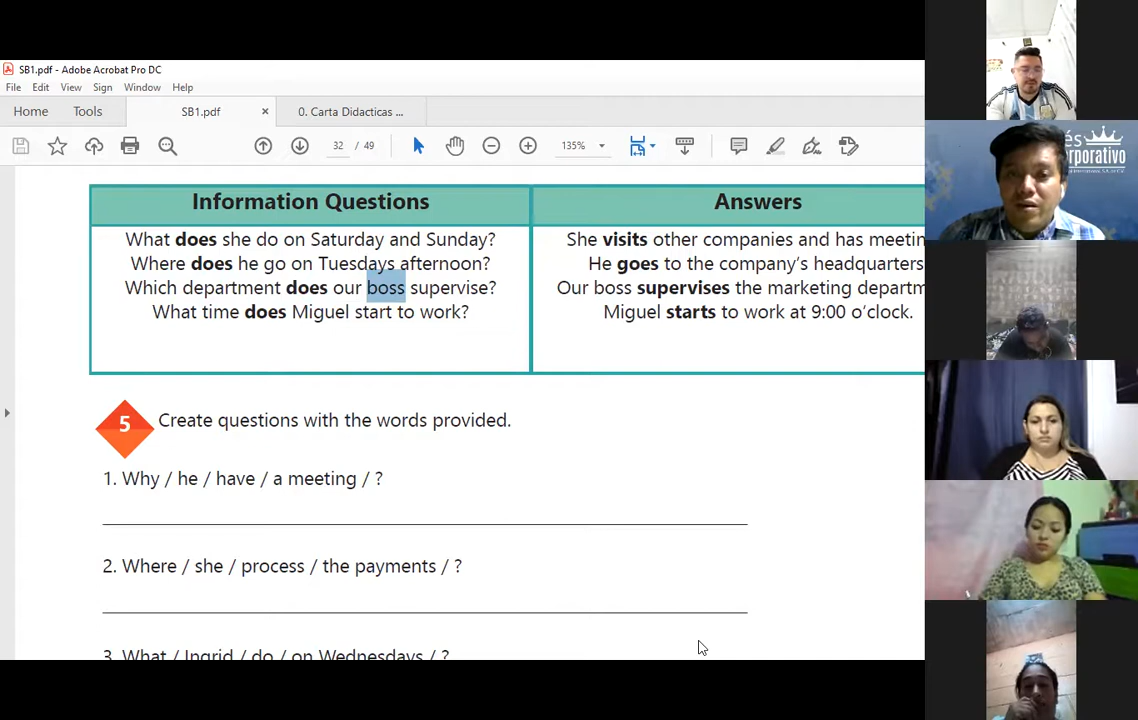 SB1.pdf - Adobe Acrobat Pro DC
File Edit View Sign Window Help
Home Tools SB1.pdf × 0. Carta Didacticas ...
32 / 49 135%
Information Questions Answers
What does she do on Saturday and Sunday? She visits other companies and has meetin
Where does he go on Tuesdays afternoon? He goes to the company's headquarters
Which department does our boss supervise? Our boss supervises the marketing departm
What time does Miguel start to work? Miguel starts to work at 9:00 o'clock.
5 Create questions with the words provided.
1. Why / he / have / a meeting / ?
2. Where / she / process / the payments / ?
3. What / Ingrid / do / on Wednesdays / ?
és
orporativo